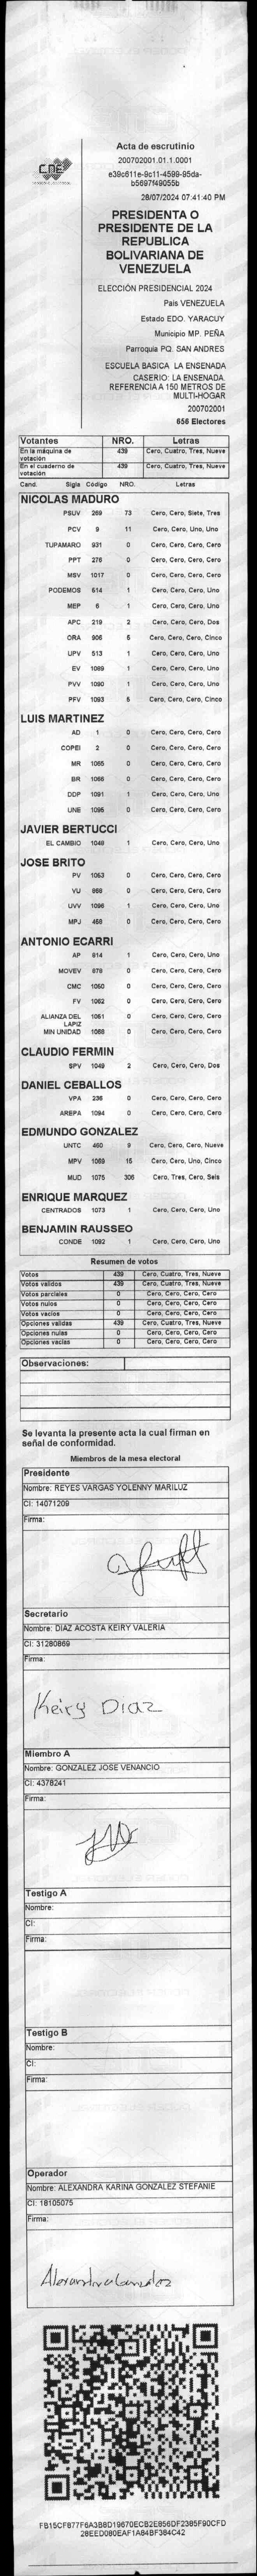 CNE
Acta de escrutinio
200702001.01.1.0001
e39c611e-9c11-4599-95da-
b5697f49055b
28/07/2024 07:41:40 PM
PRESIDENTA O
PRESIDENTE DE LA
REPUBLICA
BOLIVARIANA DE
VENEZUELA
ELECCIÓN PRESIDENCIAL 2024
País VENEZUELA
Estado EDO. YARACUY
Municipio MP. PEÑA
Parroquia PQ. SAN ANDRES
ESCUELA BASICA LA ENSENADA
CASERIO: LA ENSENADA.
REFERENCIA A 150 METROS DE
MULTI-HOGAR
200702001
656 Electores
Votantes NRO. Letras
En la máquina de votación 439 Cero, Cuatro, Tres, Nueve
En el cuaderno de votación 439 Cero, Cuatro, Tres, Nueve
Cand. Sigla Código NRO. Letras
NICOLAS MADURO
PSUV 269 73 Cero, Cero, Siete, Tres
PCV 9 11 Cero, Cero, Uno, Uno
TUPAMARO 931 0 Cero, Cero, Cero, Cero
PPT 276 0 Cero, Cero, Cero, Cero
MSV 1017 0 Cero, Cero, Cero, Cero
PODEMOS 514 1 Cero, Cero, Cero, Uno
MEP 6 1 Cero, Cero, Cero, Uno
APC 219 2 Cero, Cero, Cero, Dos
ORA 906 5 Cero, Cero, Cero, Cinco
UPV 513 1 Cero, Cero, Cero, Uno
EV 1089 1 Cero, Cero, Cero, Uno
PVV 1090 1 Cero, Cero, Cero, Uno
PFV 1093 5 Cero, Cero, Cero, Cinco
LUIS MARTINEZ
AD 1 0 Cero, Cero, Cero, Cero
COPEI 2 0 Cero, Cero, Cero, Cero
MR 1065 0 Cero, Cero, Cero, Cero
BR 1066 0 Cero, Cero, Cero, Cero
DDP 1091 1 Cero, Cero, Cero, Uno
UNE 1095 0 Cero, Cero, Cero, Cero
JAVIER BERTUCCI
EL CAMBIO 1048 1 Cero, Cero, Cero, Uno
JOSE BRITO
PV 1053 0 Cero, Cero, Cero, Cero
VU 868 0 Cero, Cero, Cero, Cero
UVV 1096 1 Cero, Cero, Cero, Uno
MPJ 458 0 Cero, Cero, Cero, Cero
ANTONIO ECARRI
AP 814 1 Cero, Cero, Cero, Uno
MOVEV 878 0 Cero, Cero, Cero, Cero
CMC 1050 0 Cero, Cero, Cero, Cero
FV 1062 0 Cero, Cero, Cero, Cero
ALIANZA DEL LAPIZ 1051 0 Cero, Cero, Cero, Cero
MIN UNIDAD 1068 0 Cero, Cero, Cero, Cero
CLAUDIO FERMIN
SPV 1049 2 Cero, Cero, Cero, Dos
DANIEL CEBALLOS
VPA 236 0 Cero, Cero, Cero, Cero
AREPA 1094 0 Cero, Cero, Cero, Cero
EDMUNDO GONZALEZ
UNTC 460 9 Cero, Cero, Cero, Nueve
MPV 1069 15 Cero, Cero, Uno, Cinco
MUD 1075 306 Cero, Tres, Cero, Seis
ENRIQUE MARQUEZ
CENTRADOS 1073 1 Cero, Cero, Cero, Uno
BENJAMIN RAUSSEO
CONDE 1092 1 Cero, Cero, Cero, Uno
Resumen de votos
Votos 439 Cero, Cuatro, Tres, Nueve
Votos validos 439 Cero, Cuatro, Tres, Nueve
Votos parciales 0 Cero, Cero, Cero, Cero
Votos nulos 0 Cero, Cero, Cero, Cero
Votos vacíos 0 Cero, Cero, Cero, Cero
Opciones validas 439 Cero, Cuatro, Tres, Nueve
Opciones nulas 0 Cero, Cero, Cero, Cero
Opciones vacías 0 Cero, Cero, Cero, Cero
Observaciones:
Se levanta la presente acta la cual firman en
señal de conformidad.
Miembros de la mesa electoral
Presidente
Nombre: REYES VARGAS YOLENNY MARILUZ
CI: 14071209
Firma:
Secretario
Nombre: DIAZ ACOSTA KEIRY VALERIA
CI: 31280869
Firma:
Keiry Diaz
Miembro A
Nombre: GONZALEZ JOSE VENANCIO
CI: 4378241
Firma:
Testigo A
Nombre:
CI:
Firma:
Testigo B
Nombre:
CI:
Firma:
Operador
Nombre: ALEXANDRA KARINA GONZALEZ STEFANIE
CI: 18105075
Firma:
FB15CF877F6A3B8D19670ECB2E856DF2385F90CFD
28EED080EAF1A84BF384C42